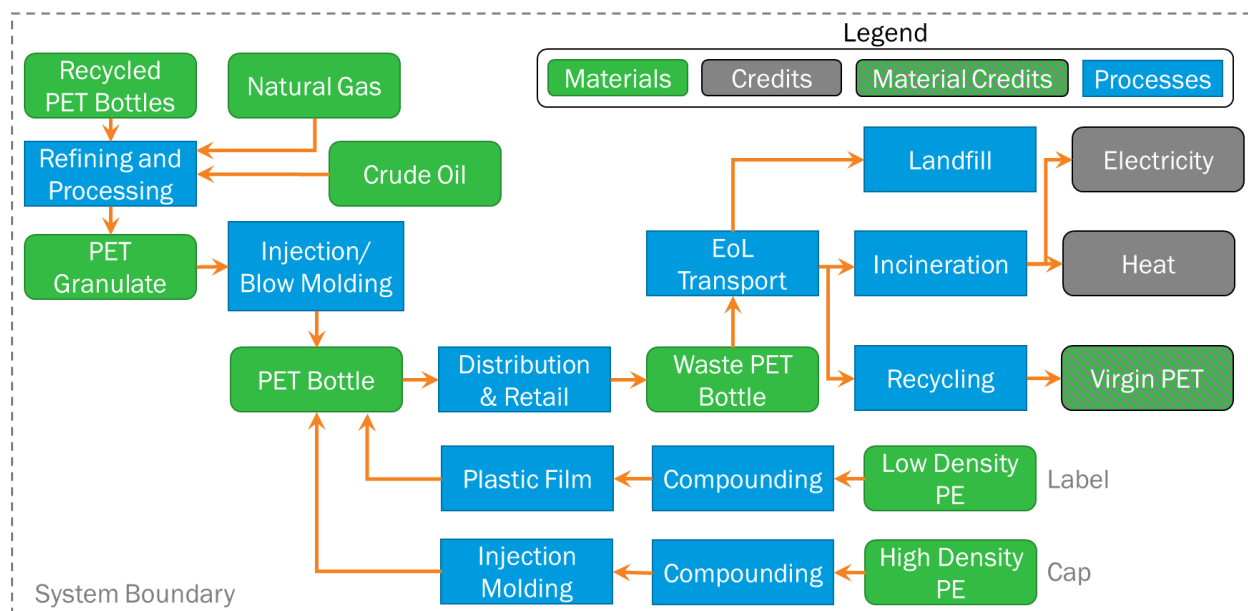 Legend
Materials
Credits
Material Credits
Processes
Recycled
PET Bottles
Natural Gas
Refining and
Processing
Crude Oil
PET
Granulate
Injection/
Blow Molding
Landfill
Electricity
EoL
Transport
Incineration
Heat
PET Bottle
Distribution
& Retail
Waste PET
Bottle
Recycling
Virgin PET
Plastic Film
Compounding
Low Density
PE
Label
Injection
Molding
Compounding
High Density
PE
Cap
System Boundary